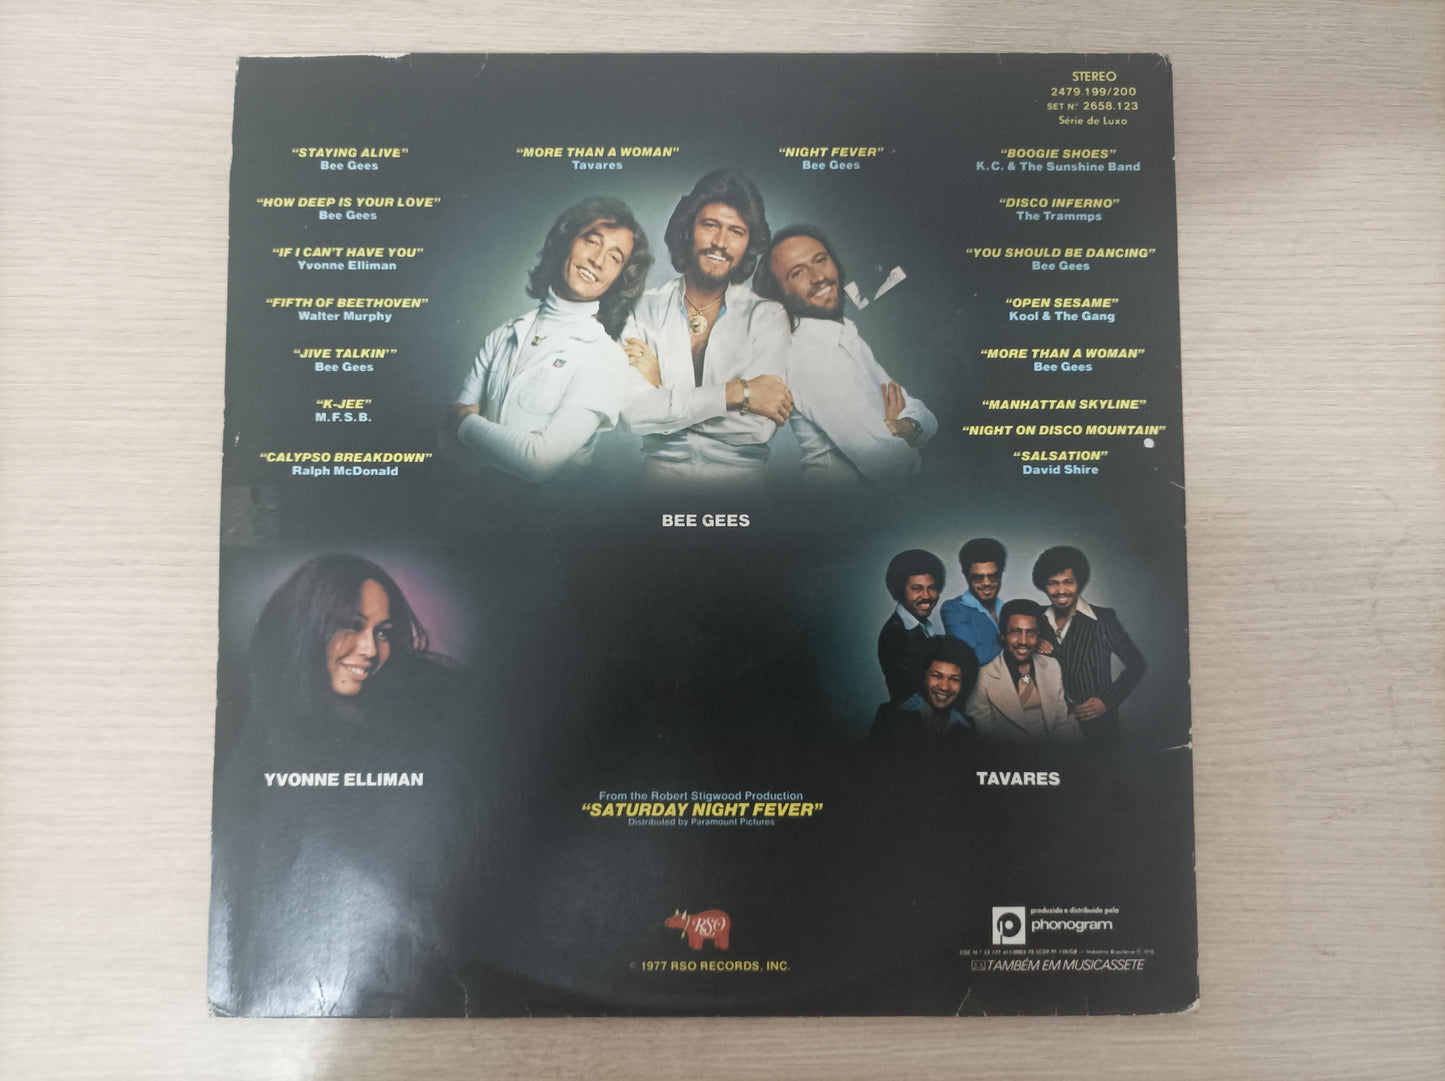 STEREO
2479.199/200
SET Nº 2658.123
Série de Luxo
"STAYING ALIVE"
Bee Gees
"HOW DEEP IS YOUR LOVE"
Bee Gees
"IF I CAN'T HAVE YOU"
Yvonne Elliman
"FIFTH OF BEETHOVEN"
Walter Murphy
"JIVE TALKIN'"
Bee Gees
"K-JEE"
M.F.S.B.
"CALYPSO BREAKDOWN"
Ralph McDonald
"MORE THAN A WOMAN"
Tavares
"NIGHT FEVER"
Bee Gees
"BOOGIE SHOES"
K.C. & The Sunshine Band
"DISCO INFERNO"
The Trammps
"YOU SHOULD BE DANCING"
Bee Gees
"OPEN SESAME"
Kool & The Gang
"MORE THAN A WOMAN"
Bee Gees
"MANHATTAN SKYLINE"
"NIGHT ON DISCO MOUNTAIN"
"SALSATION"
David Shire
BEE GEES
YVONNE ELLIMAN
TAVARES
From the Robert Stigwood Production
"SATURDAY NIGHT FEVER"
Distributed by Paramount Pictures
RSO
© 1977 RSO RECORDS, INC.
produzido e distribuido pela
phonogram
Indústria Brasileira
TAMBÉM EM MUSICASSETE